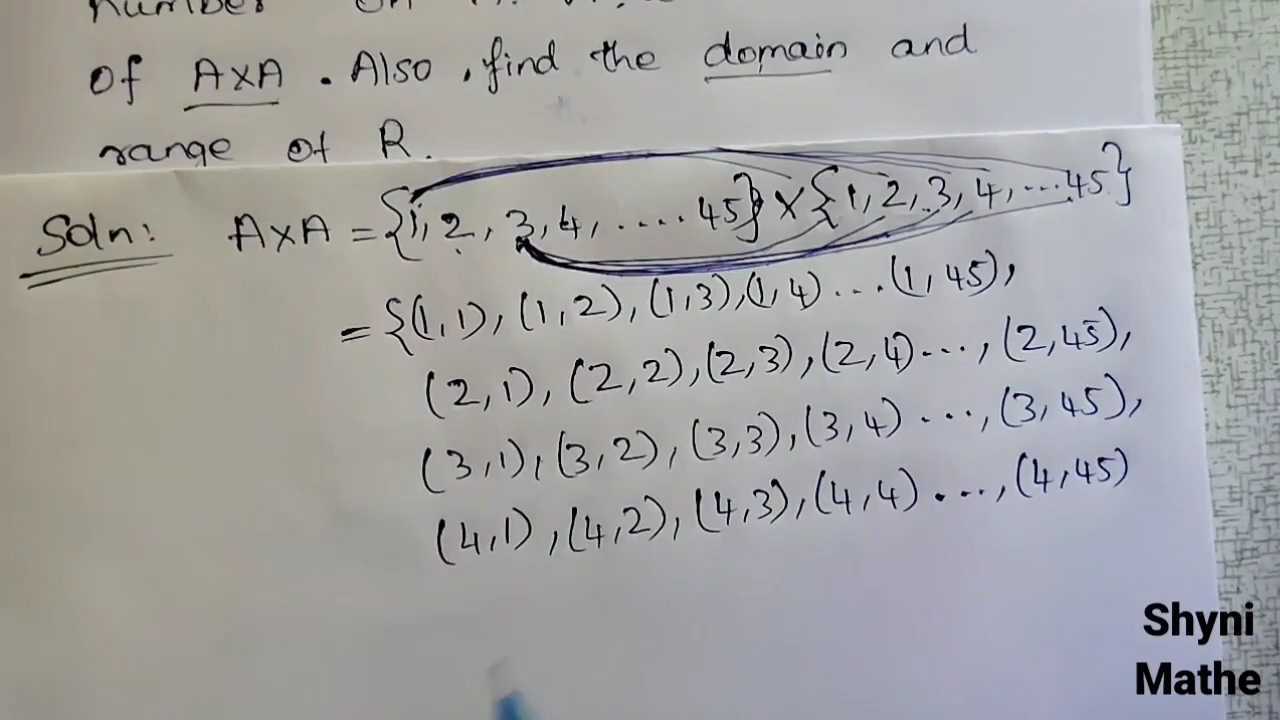 number on
of A×A . Also , find the domain and
range of R.
Soln: A×A = {1, 2, 3, 4, .... 45} × {1, 2, 3, 4, ... 45}
= {(1,1), (1,2), (1,3), (1,4) ... (1,45),
(2,1), (2,2), (2,3), (2,4) ..., (2,45),
(3,1), (3,2), (3,3), (3,4) ..., (3,45),
(4,1), (4,2), (4,3), (4,4) ..., (4,45)
Shyni
Mathe